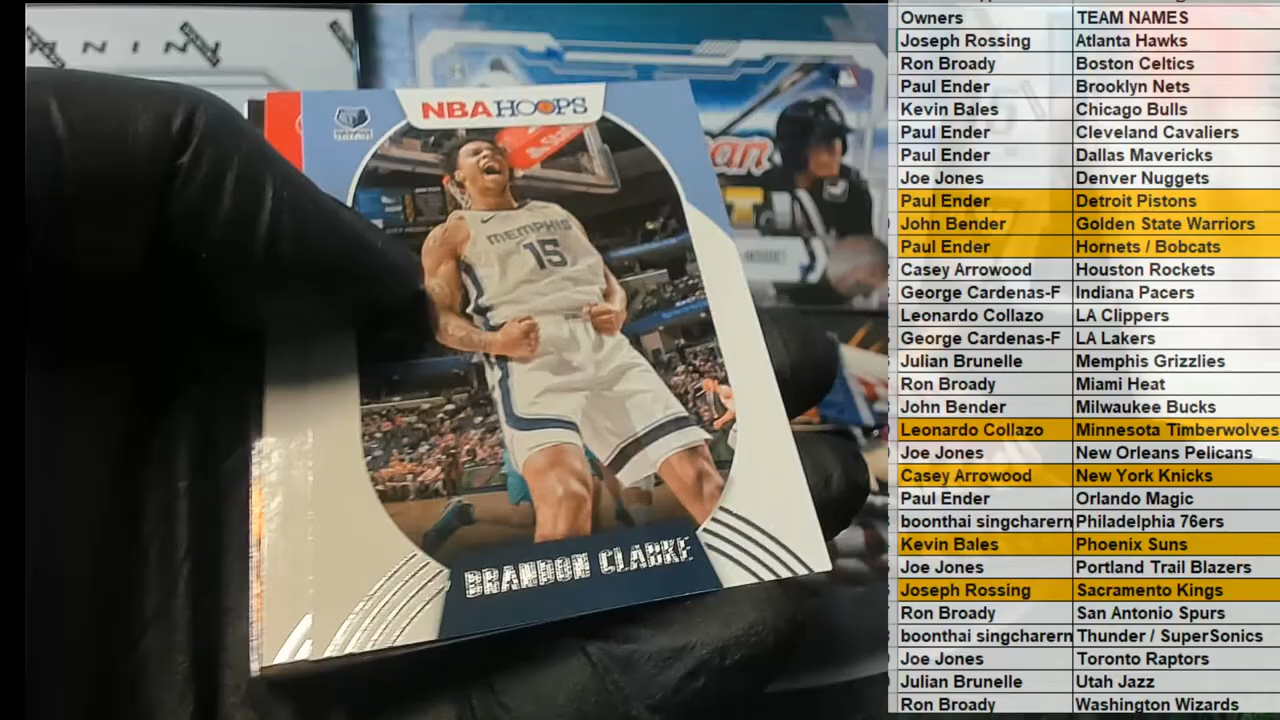 PANINI
NBA HOOPS
MEMPHIS
15
BRANDON CLARKE
Owners TEAM NAMES
Joseph Rossing Atlanta Hawks
Ron Broady Boston Celtics
Paul Ender Brooklyn Nets
Kevin Bales Chicago Bulls
Paul Ender Cleveland Cavaliers
Paul Ender Dallas Mavericks
Joe Jones Denver Nuggets
Paul Ender Detroit Pistons
John Bender Golden State Warriors
Paul Ender Hornets / Bobcats
Casey Arrowood Houston Rockets
George Cardenas-F Indiana Pacers
Leonardo Collazo LA Clippers
George Cardenas-F LA Lakers
Julian Brunelle Memphis Grizzlies
Ron Broady Miami Heat
John Bender Milwaukee Bucks
Leonardo Collazo Minnesota Timberwolves
Joe Jones New Orleans Pelicans
Casey Arrowood New York Knicks
Paul Ender Orlando Magic
boonthai singcharern Philadelphia 76ers
Kevin Bales Phoenix Suns
Joe Jones Portland Trail Blazers
Joseph Rossing Sacramento Kings
Ron Broady San Antonio Spurs
boonthai singcharern Thunder / SuperSonics
Joe Jones Toronto Raptors
Julian Brunelle Utah Jazz
Ron Broady Washington Wizards